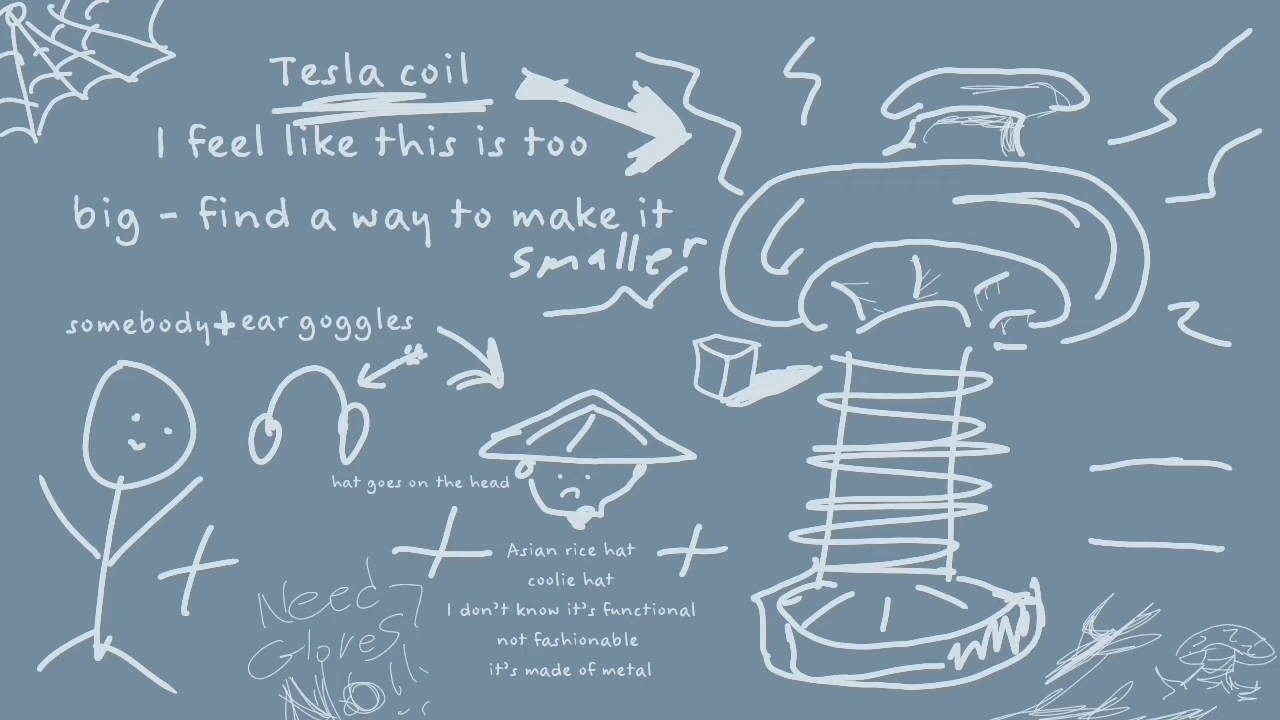 Tesla coil
I feel like this is too
big - find a way to make it
smaller
somebody+ear goggles
hat goes on the head
Asian rice hat
coolie hat
I don't know it's functional
not fashionable
it's made of metal
Need
Gloves
No!!